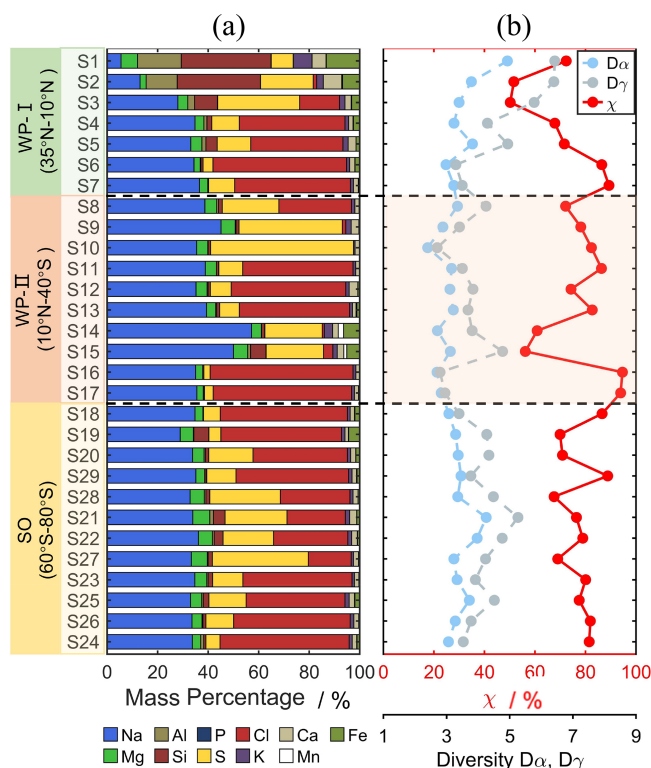 (a)
(b)
WP-Ⅰ
(35°N-10°N)
WP-Ⅱ
(10°N-40°S)
SO
(60°S-80°S)
S1
S2
S3
S4
S5
S6
S7
S8
S9
S10
S11
S12
S13
S14
S15
S16
S17
S18
S19
S20
S29
S28
S21
S22
S27
S23
S25
S26
S24
Dα
Dγ
χ
0 20 40 60 80 100
Mass Percentage / %
0 20 40 60 80 100
χ / %
1 3 5 7 9
Diversity Dα, Dγ
Na Al P Cl Ca Fe
Mg Si S K Mn